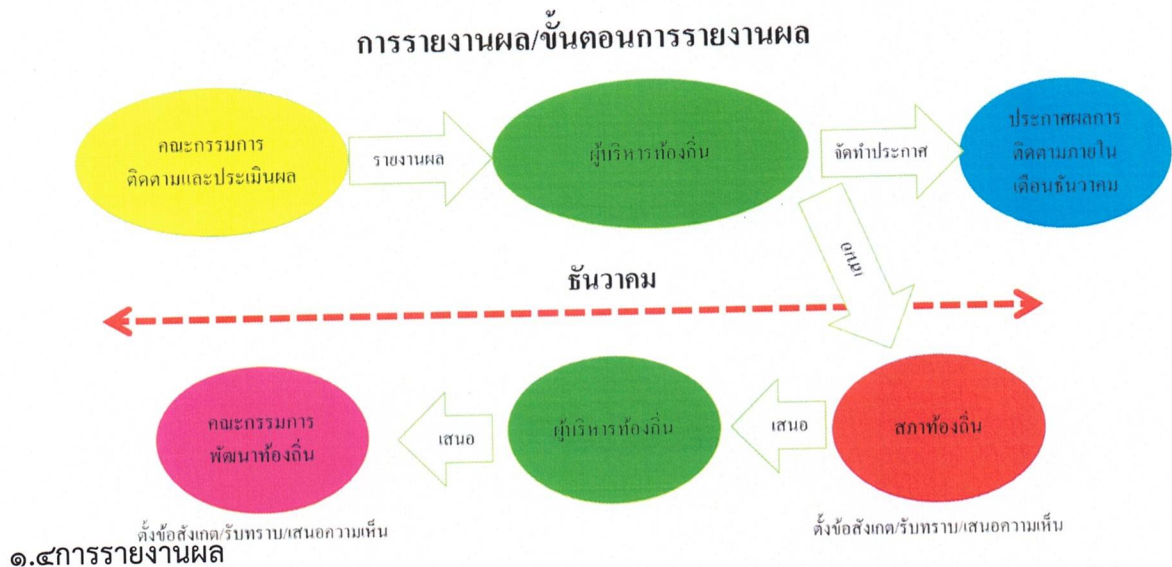 การรายงานผล/ขั้นตอนการรายงานผล
คณะกรรมการ
ติดตามและประเมินผล
รายงานผล
ผู้บริหารท้องถิ่น
จัดทำประกาศ
ประกาศผลการ
ติดตามภายใน
เดือนธันวาคม
เสนอ
ธันวาคม
คณะกรรมการ
พัฒนาท้องถิ่น
เสนอ
ผู้บริหารท้องถิ่น
เสนอ
สภาท้องถิ่น
ตั้งข้อสังเกต/รับทราบ/เสนอความเห็น
ตั้งข้อสังเกต/รับทราบ/เสนอความเห็น
๑.๔การรายงานผล